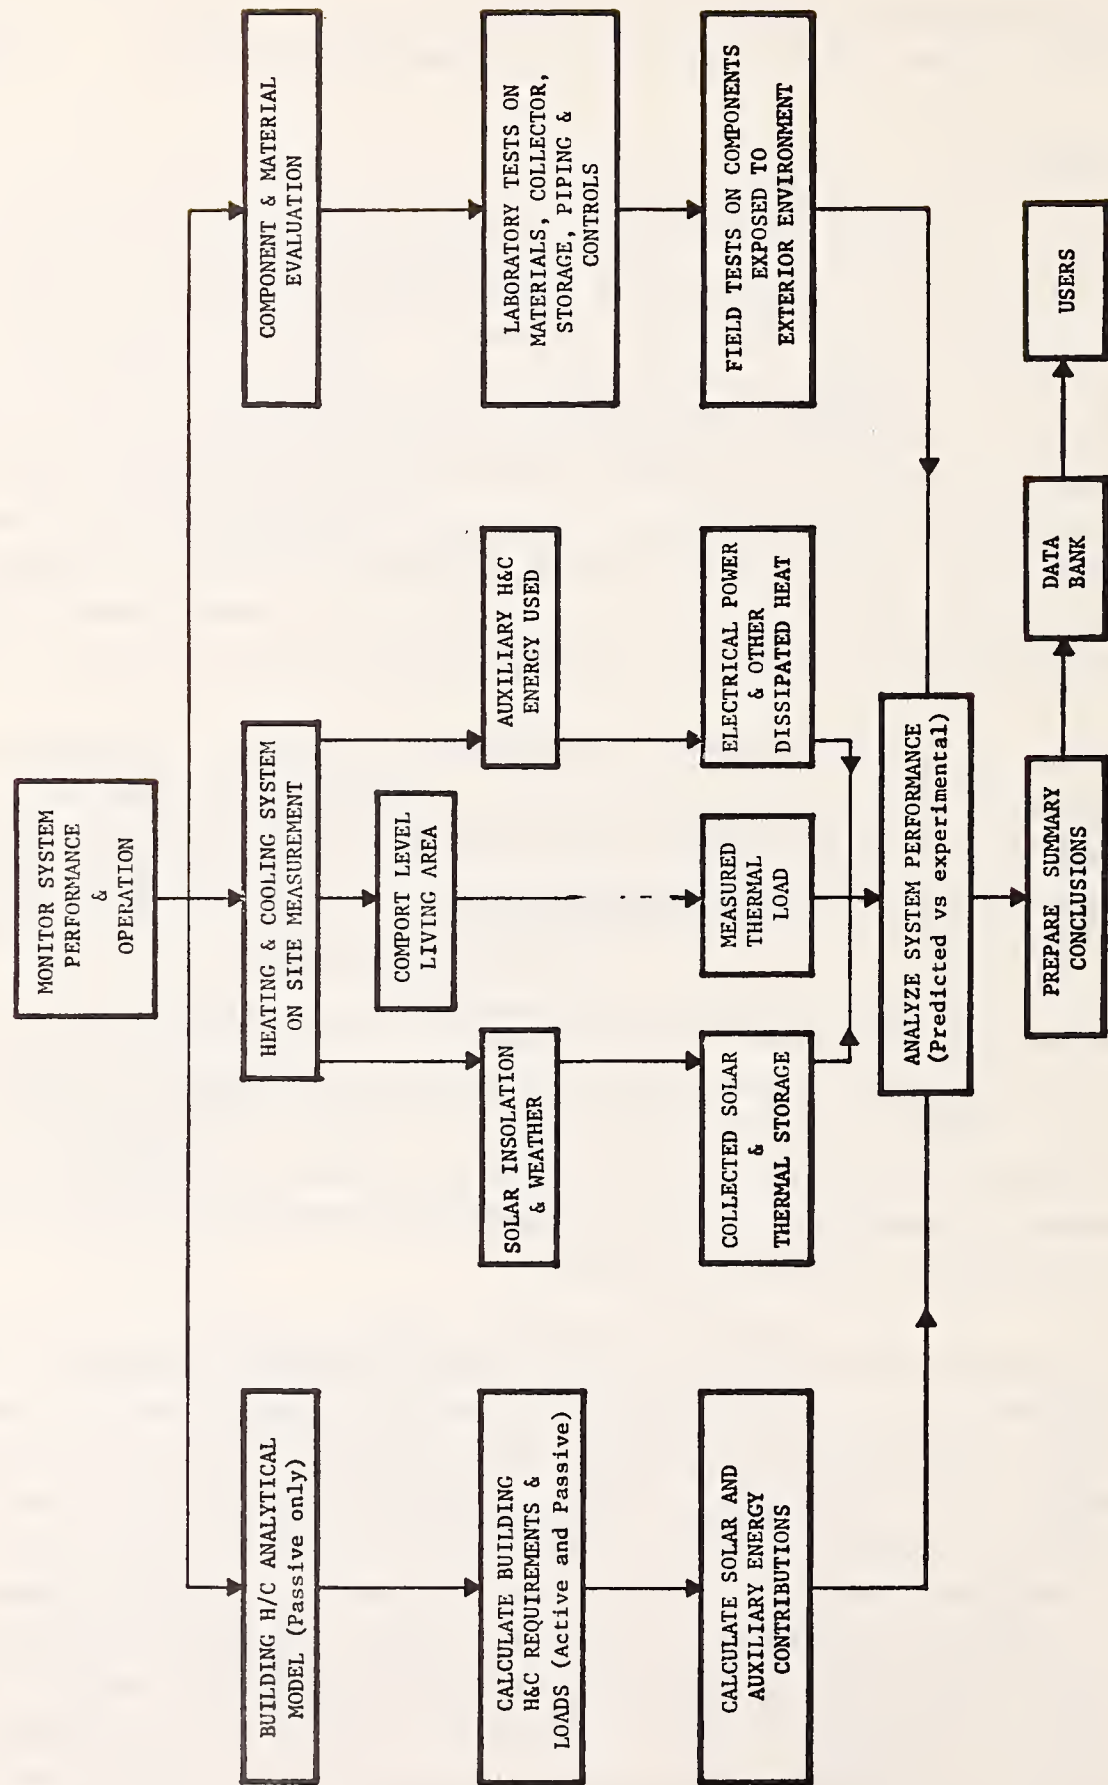 MONITOR SYSTEM
PERFORMANCE
&
OPERATION
BUILDING H/C ANALYTICAL
MODEL (Passive only)
HEATING & COOLING SYSTEM
ON SITE MEASUREMENT
COMPONENT & MATERIAL
EVALUATION
COMPORT LEVEL
LIVING AREA
CALCULATE BUILDING
H&C REQUIREMENTS &
LOADS (Active and Passive)
SOLAR INSOLATION
& WEATHER
AUXILIARY H&C
ENERGY USED
LABORATORY TESTS ON
MATERIALS, COLLECTOR,
STORAGE, PIPING &
CONTROLS
CALCULATE SOLAR AND
AUXILIARY ENERGY
CONTRIBUTIONS
COLLECTED SOLAR
&
THERMAL STORAGE
MEASURED
THERMAL
LOAD
ELECTRICAL POWER
& OTHER
DISSIPATED HEAT
FIELD TESTS ON COMPONENTS
EXPOSED TO
EXTERIOR ENVIRONMENT
ANALYZE SYSTEM PERFORMANCE
(Predicted vs experimental)
PREPARE SUMMARY
CONCLUSIONS
DATA
BANK
USERS